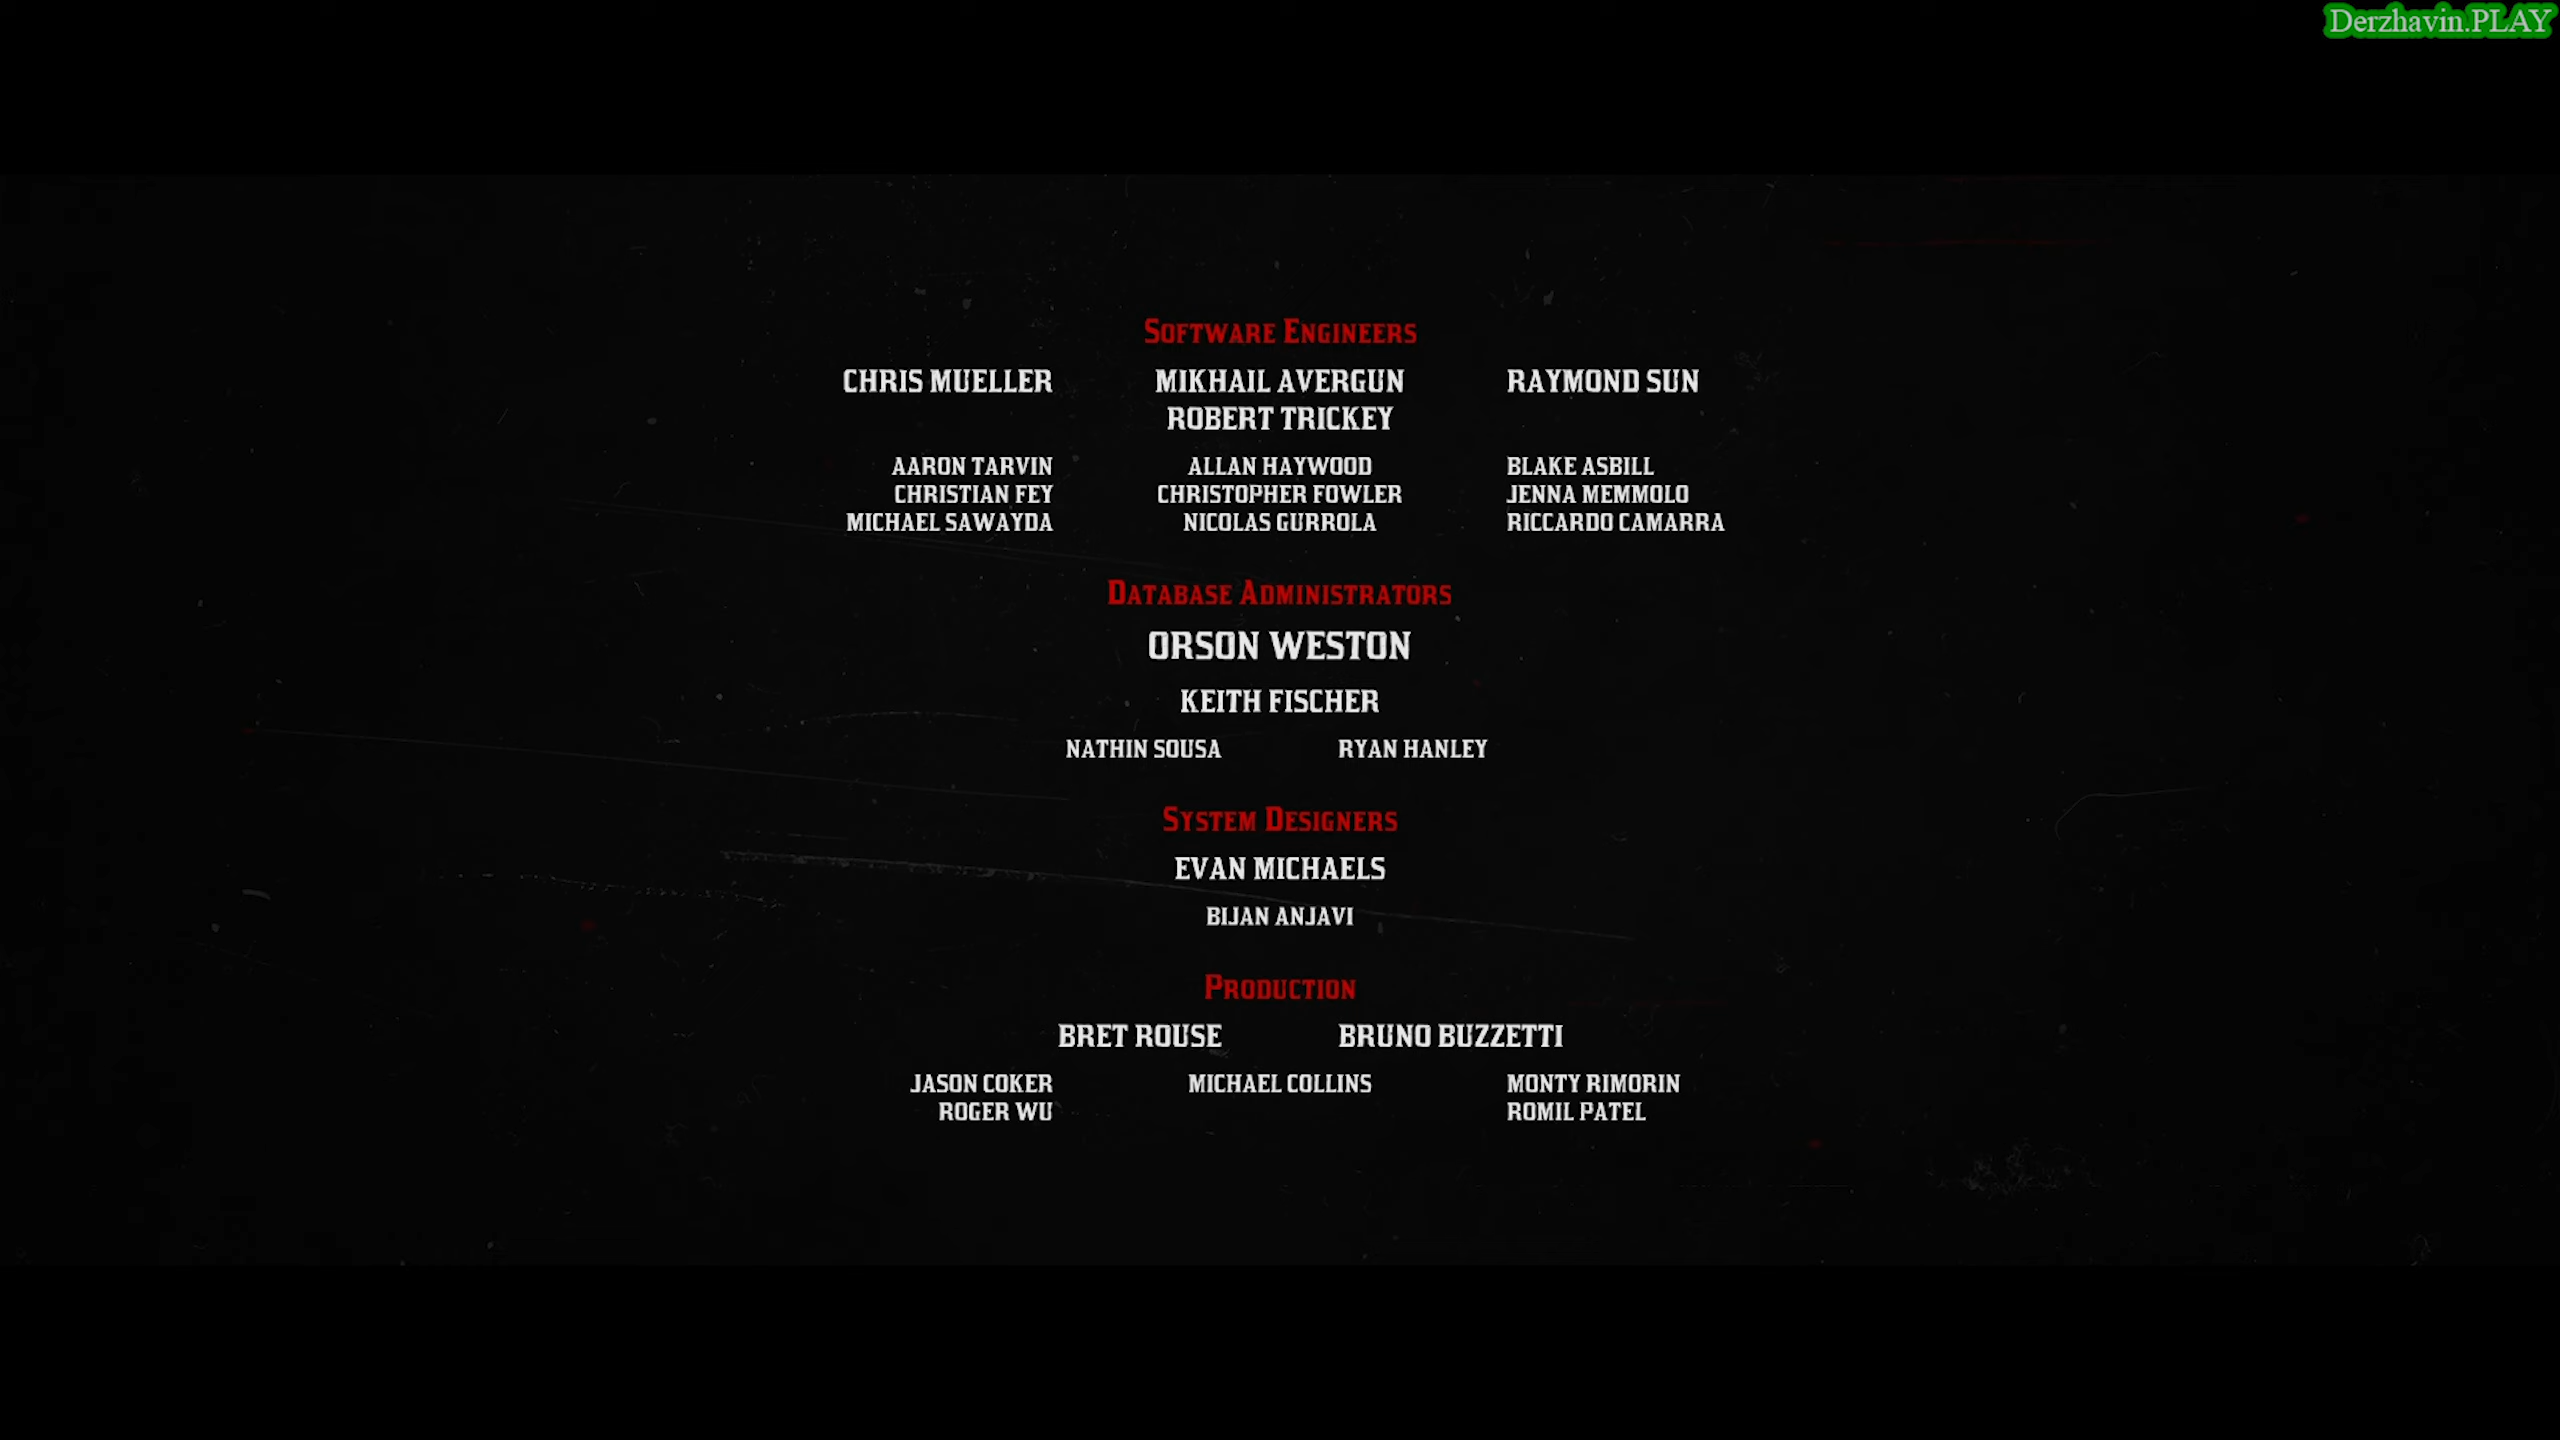 Derzhavin.PLAY
SOFTWARE ENGINEERS
CHRIS MUELLER MIKHAIL AVERGUN RAYMOND SUN
ROBERT TRICKEY
AARON TARVIN ALLAN HAYWOOD BLAKE ASBILL
CHRISTIAN FEY CHRISTOPHER FOWLER JENNA MEMMOLO
MICHAEL SAWAYDA NICOLAS GURROLA RICCARDO CAMARRA
DATABASE ADMINISTRATORS
ORSON WESTON
KEITH FISCHER
NATHIN SOUSA RYAN HANLEY
SYSTEM DESIGNERS
EVAN MICHAELS
BIJAN ANJAVI
PRODUCTION
BRET ROUSE BRUNO BUZZETTI
JASON COKER MICHAEL COLLINS MONTY RIMORIN
ROGER WU ROMIL PATEL